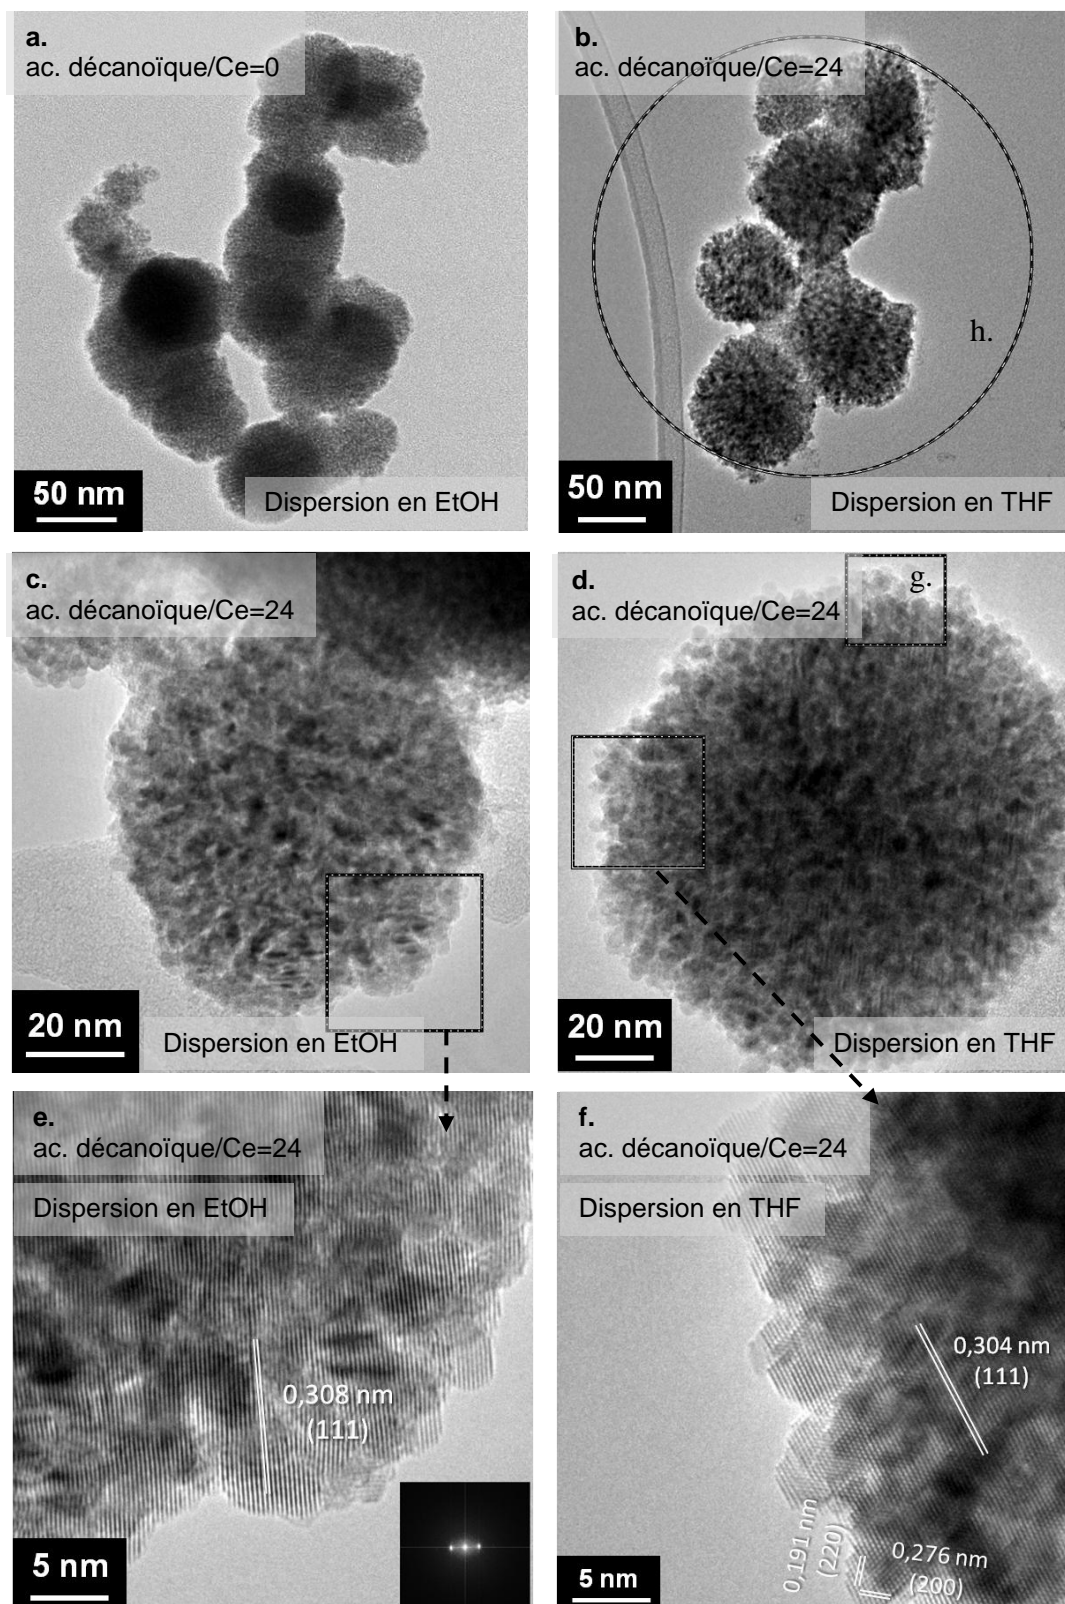 a.
ac. décanoïque/Ce=0
50 nm
Dispersion en EtOH
b.
ac. décanoïque/Ce=24
h.
50 nm
Dispersion en THF
c.
ac. décanoïque/Ce=24
20 nm
Dispersion en EtOH
d.
ac. décanoïque/Ce=24
g.
20 nm
Dispersion en THF
e.
ac. décanoïque/Ce=24
Dispersion en EtOH
0,308 nm
(111)
5 nm
f.
ac. décanoïque/Ce=24
Dispersion en THF
0,304 nm
(111)
0,191 nm
(220)
0,276 nm
(200)
5 nm